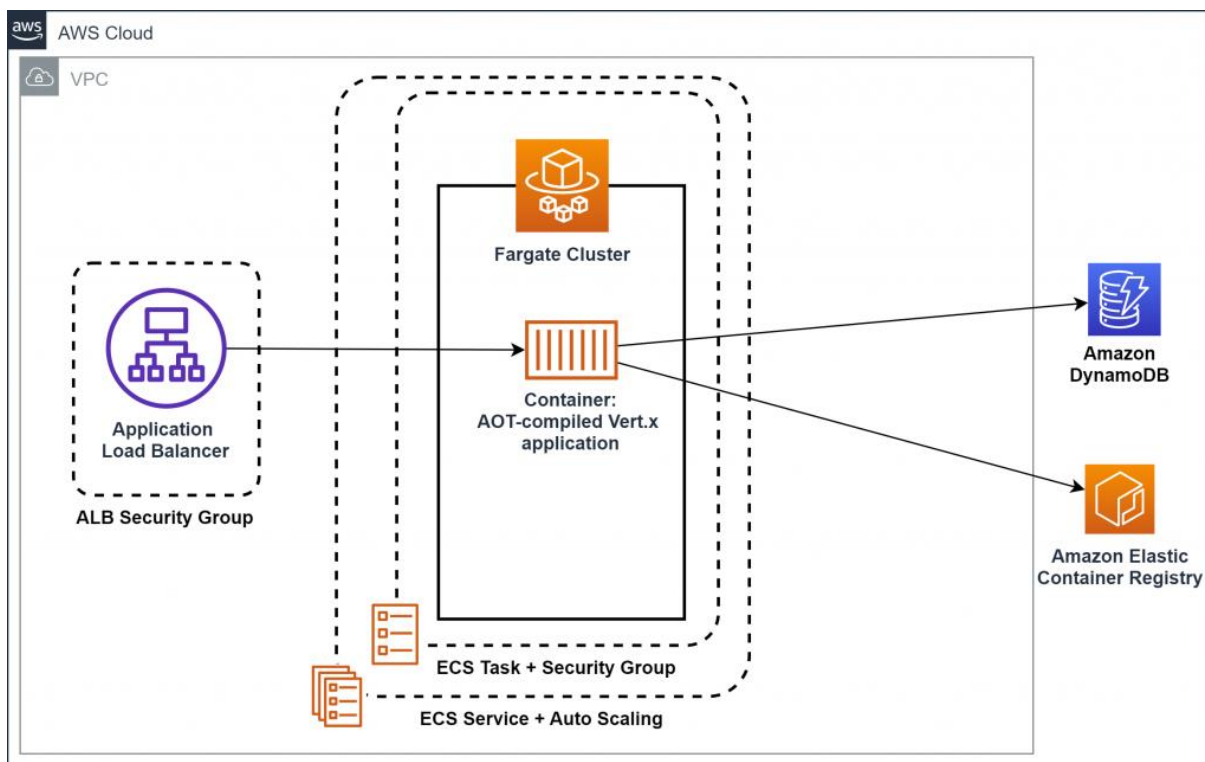 aws
AWS Cloud
VPC
Fargate Cluster
Application
Load Balancer
ALB Security Group
Container:
AOT-compiled Vert.x
application
ECS Task + Security Group
ECS Service + Auto Scaling
Amazon
DynamoDB
Amazon Elastic
Container Registry